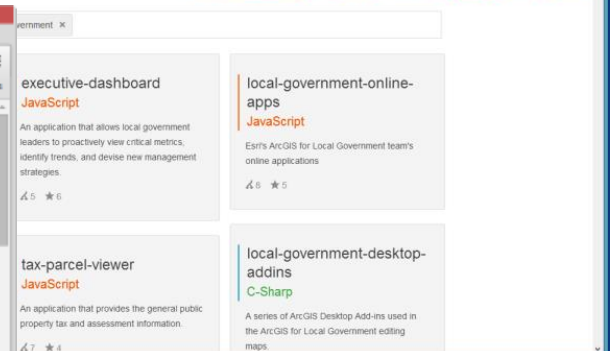 vernment ×
executive-dashboard
JavaScript
An application that allows local government
leaders to proactively view critical metrics,
identify trends, and devise new management
strategies.
5 ★6
local-government-online-
apps
JavaScript
Esri's ArcGIS for Local Government team's
online applications
8 ★5
tax-parcel-viewer
JavaScript
An application that provides the general public
property tax and assessment information.
7 ★4
local-government-desktop-
addins
C-Sharp
A series of ArcGIS Desktop Add-ins used in
the ArcGIS for Local Government editing
maps.